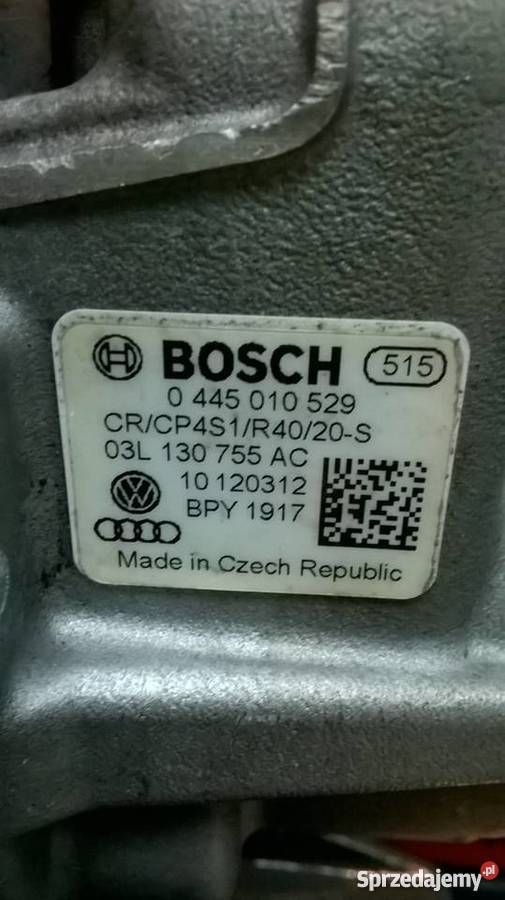 BOSCH 515
0 445 010 529
CR/CP4S1/R40/20-S
03L 130 755 AC
10 120312
BPY 1917
Made in Czech Republic
Sprzedajemy.pl